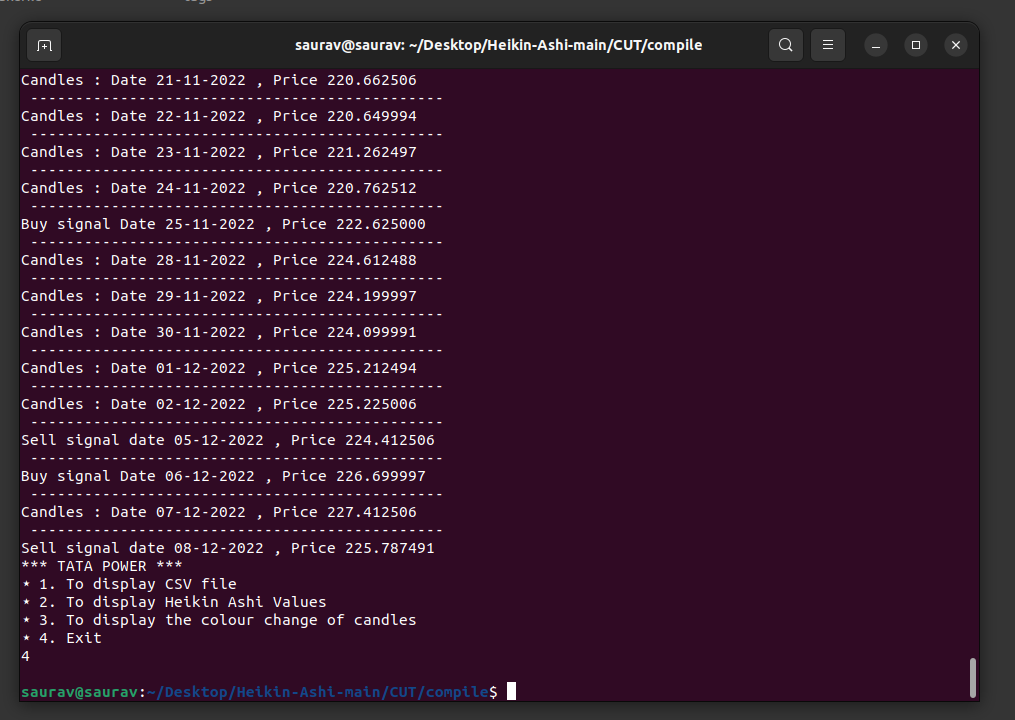 saurav@saurav: ~/Desktop/Heikin-Ashi-main/CUT/compile
Candles : Date 21-11-2022 , Price 220.662506
----------------------------------------------
Candles : Date 22-11-2022 , Price 220.649994
----------------------------------------------
Candles : Date 23-11-2022 , Price 221.262497
----------------------------------------------
Candles : Date 24-11-2022 , Price 220.762512
----------------------------------------------
Buy signal Date 25-11-2022 , Price 222.625000
----------------------------------------------
Candles : Date 28-11-2022 , Price 224.612488
----------------------------------------------
Candles : Date 29-11-2022 , Price 224.199997
----------------------------------------------
Candles : Date 30-11-2022 , Price 224.099991
----------------------------------------------
Candles : Date 01-12-2022 , Price 225.212494
----------------------------------------------
Candles : Date 02-12-2022 , Price 225.225006
----------------------------------------------
Sell signal date 05-12-2022 , Price 224.412506
----------------------------------------------
Buy signal Date 06-12-2022 , Price 226.699997
----------------------------------------------
Candles : Date 07-12-2022 , Price 227.412506
----------------------------------------------
Sell signal date 08-12-2022 , Price 225.787491
*** TATA POWER ***
* 1. To display CSV file
* 2. To display Heikin Ashi Values
* 3. To display the colour change of candles
* 4. Exit
4
saurav@saurav:~/Desktop/Heikin-Ashi-main/CUT/compile$